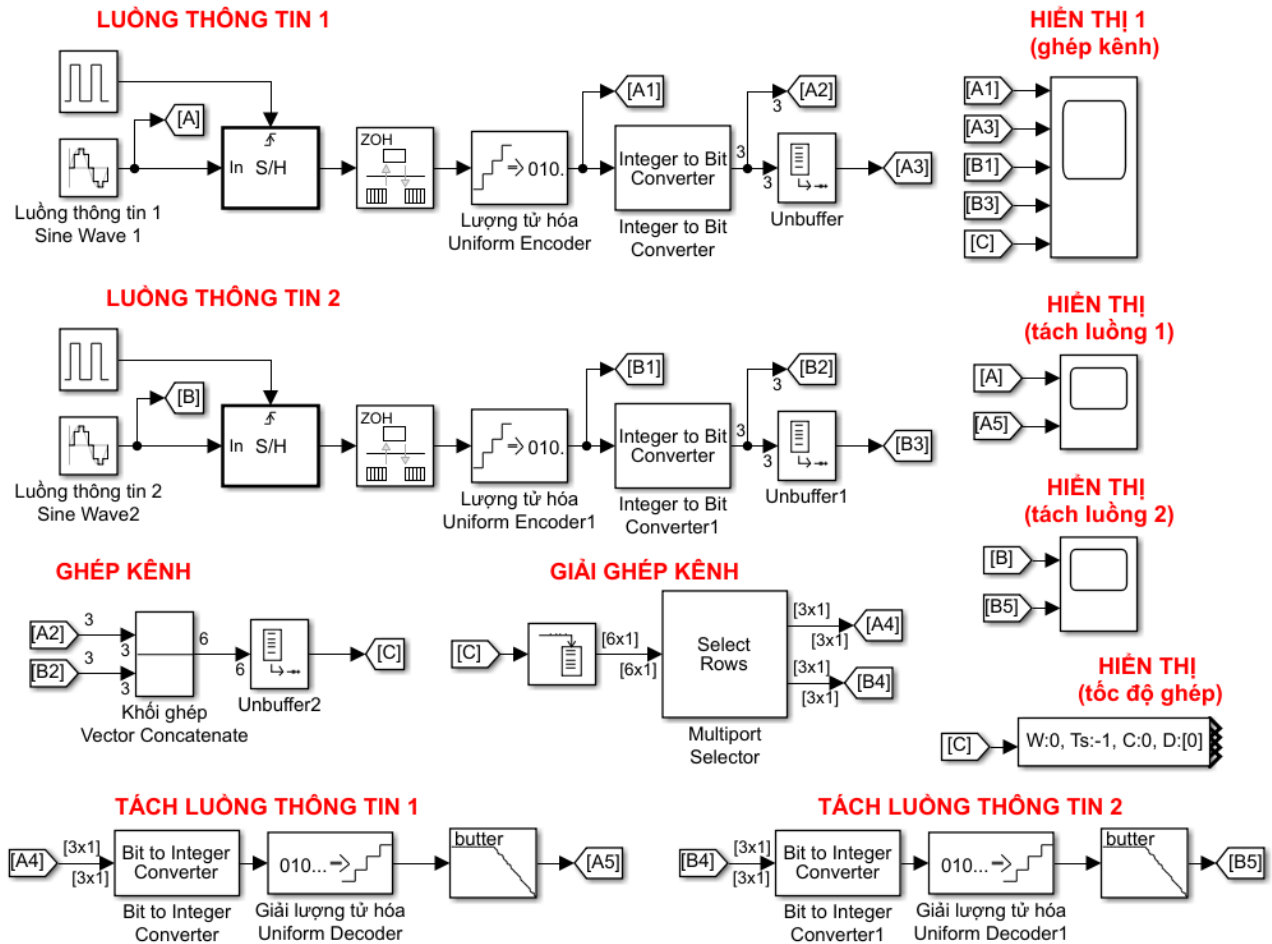 LUỒNG THÔNG TIN 1
[A]
In S/H
ZOH
010.
[A1]
Integer to Bit
Converter
3
3
[A2]
3
[A3]
Luồng thông tin 1
Sine Wave 1
Lượng tử hóa
Uniform Encoder
Integer to Bit
Converter
Unbuffer
HIỂN THỊ 1
(ghép kênh)
[A1]
[A3]
[B1]
[B3]
[C]
LUỒNG THÔNG TIN 2
[B]
In S/H
ZOH
010.
[B1]
Integer to Bit
Converter
3
3
[B2]
3
[B3]
Luồng thông tin 2
Sine Wave2
Lượng tử hóa
Uniform Encoder1
Integer to Bit
Converter1
Unbuffer1
HIỂN THỊ
(tách luồng 1)
[A]
[A5]
HIỂN THỊ
(tách luồng 2)
[B]
[B5]
GHÉP KÊNH
[A2]
3
3
[B2]
3
3
6
6
[C]
Khối ghép
Vector Concatenate
Unbuffer2
GIẢI GHÉP KÊNH
[C]
[6x1]
[6x1]
Select
Rows
[3x1]
[3x1]
[A4]
[3x1]
[3x1]
[B4]
Multiport
Selector
HIỂN THỊ
(tốc độ ghép)
[C]
W:0, Ts:-1, C:0, D:[0]
TÁCH LUỒNG THÔNG TIN 1
[A4]
[3x1]
[3x1]
Bit to Integer
Converter
010...
butter
[A5]
Bit to Integer
Converter
Giải lượng tử hóa
Uniform Decoder
TÁCH LUỒNG THÔNG TIN 2
[B4]
[3x1]
[3x1]
Bit to Integer
Converter
010...
butter
[B5]
Bit to Integer
Converter1
Giải lượng tử hóa
Uniform Decoder1